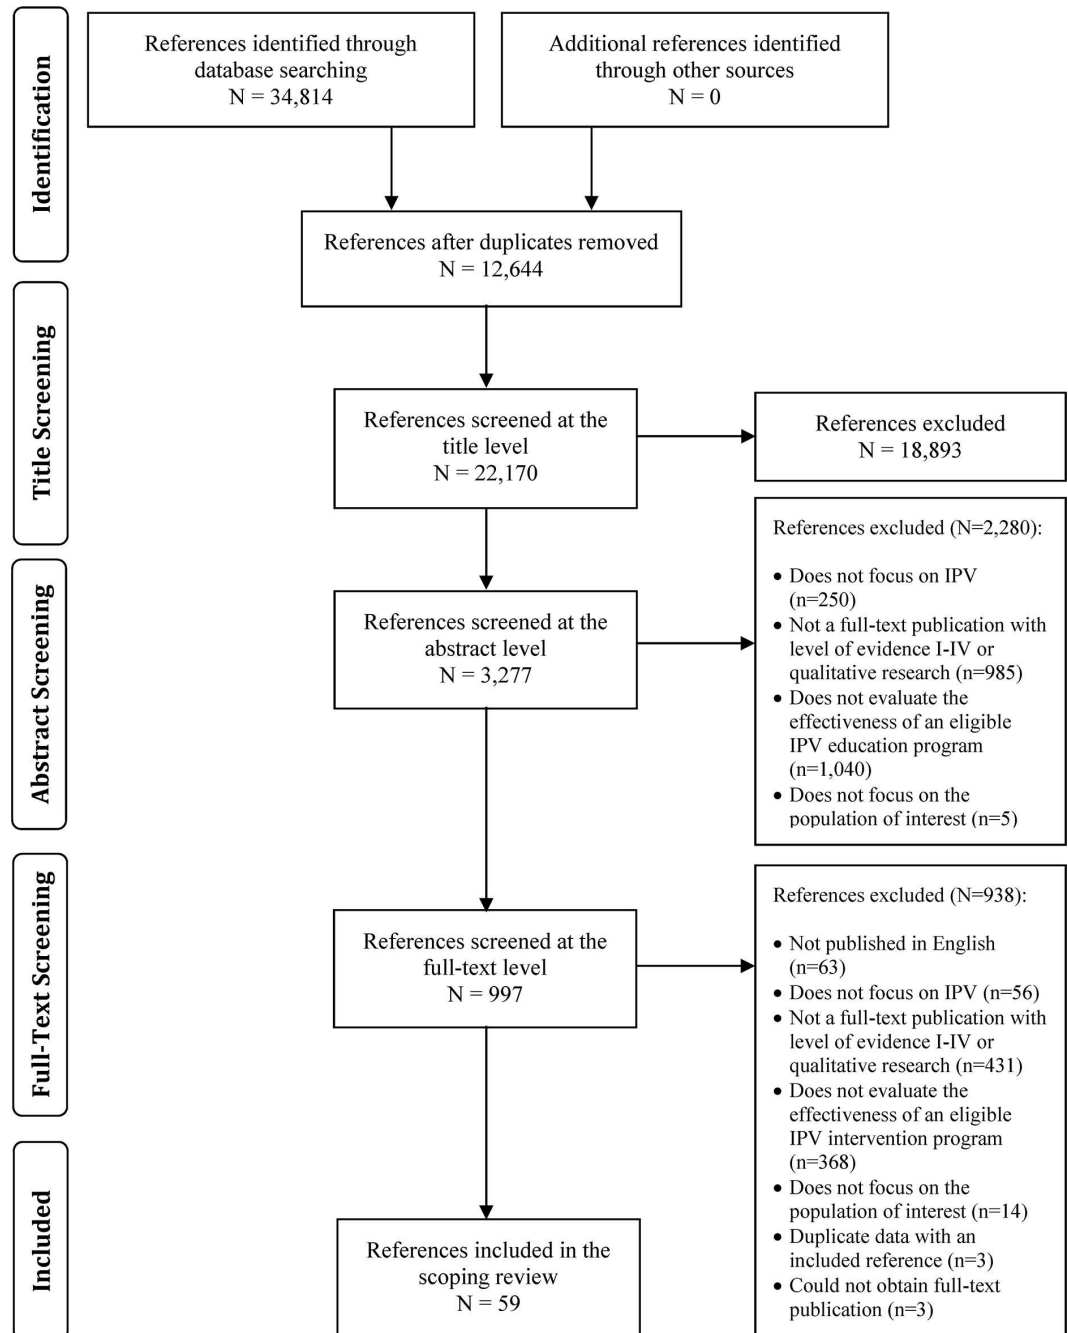 Identification
References identified through
database searching
N = 34,814
Additional references identified
through other sources
N = 0
References after duplicates removed
N = 12,644
Title Screening
References screened at the
title level
N = 22,170
References excluded
N = 18,893
Abstract Screening
References screened at the
abstract level
N = 3,277
References excluded (N=2,280):
• Does not focus on IPV
(n=250)
• Not a full-text publication with
level of evidence I-IV or
qualitative research (n=985)
• Does not evaluate the
effectiveness of an eligible
IPV education program
(n=1,040)
• Does not focus on the
population of interest (n=5)
Full-Text Screening
References screened at the
full-text level
N = 997
References excluded (N=938):
• Not published in English
(n=63)
• Does not focus on IPV (n=56)
• Not a full-text publication with
level of evidence I-IV or
qualitative research (n=431)
• Does not evaluate the
effectiveness of an eligible
IPV intervention program
(n=368)
• Does not focus on the
population of interest (n=14)
• Duplicate data with an
included reference (n=3)
• Could not obtain full-text
publication (n=3)
Included
References included in the
scoping review
N = 59